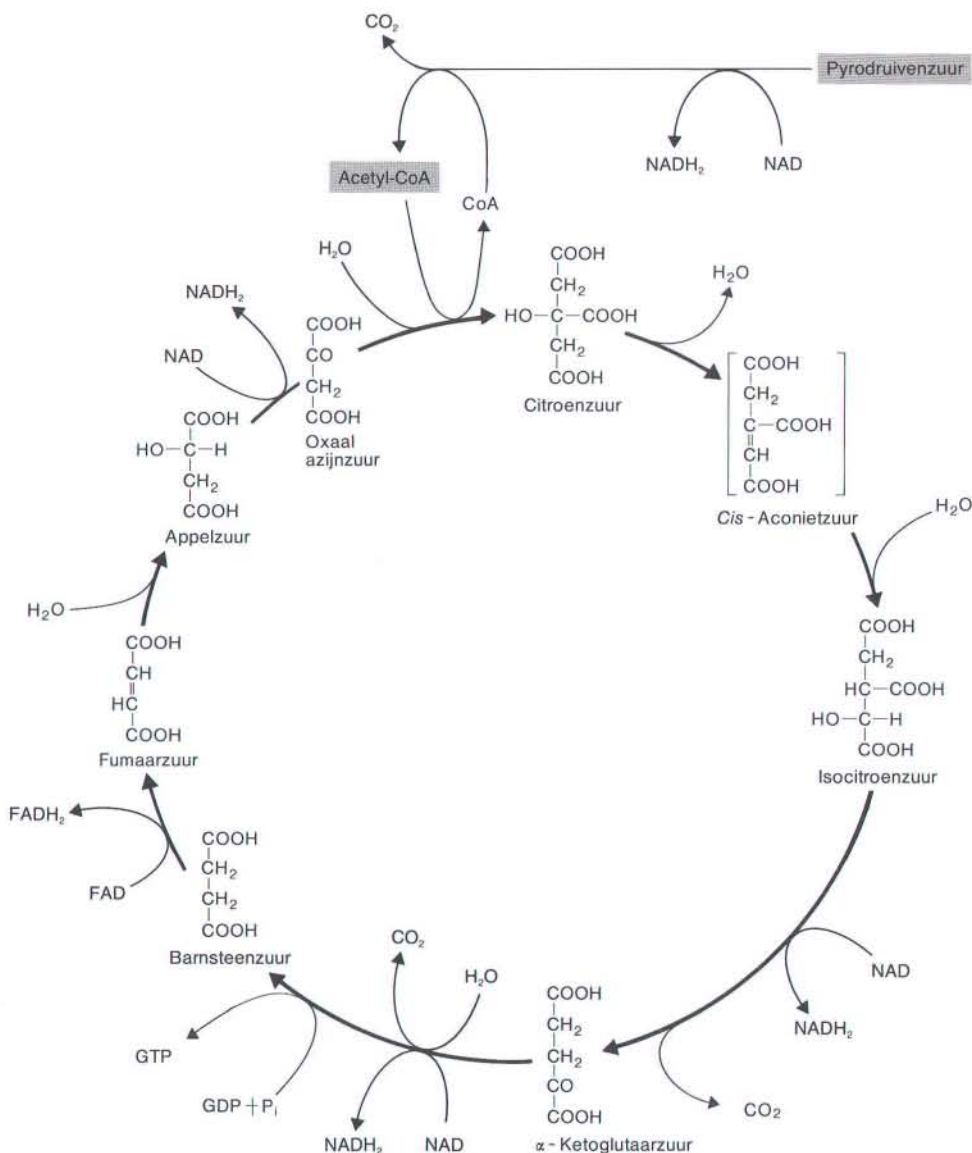 CO₂
Pyrodruivenzuur
NADH₂
NAD
Acetyl-CoA
CoA
H₂O
NADH₂
NAD
COOH
CO
CH₂
COOH
Oxaal
azijnzuur
COOH
CH₂
HO–C–COOH
CH₂
COOH
Citroenzuur
H₂O
COOH
CH₂
C–COOH
CH
COOH
Cis - Aconietzuur
H₂O
COOH
CH₂
HC–COOH
HO–C–H
COOH
Isocitroenzuur
NAD
NADH₂
CO₂
COOH
CH₂
CH₂
CO
COOH
α - Ketoglutaarzuur
H₂O
CO₂
NAD
NADH₂
GDP + Pi
GTP
COOH
CH₂
CH₂
COOH
Barnsteenzuur
FAD
FADH₂
COOH
CH
HC
COOH
Fumaarzuur
H₂O
COOH
HO–C–H
CH₂
COOH
Appelzuur